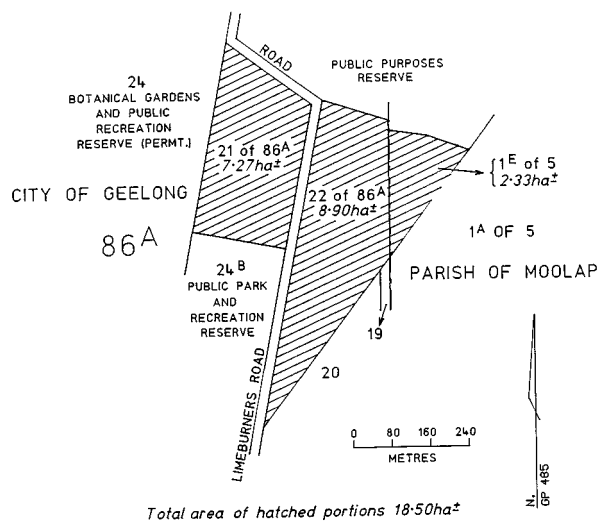 ROAD
PUBLIC PURPOSES
RESERVE
24
BOTANICAL GARDENS
AND PUBLIC
RECREATION
RESERVE (PERMT.)
21 of 86A
7·27ha±
CITY OF GEELONG
86A
22 of 86A
8·90ha±
1E of 5
2·33ha±
1A OF 5
PARISH OF MOOLAP
24B
PUBLIC PARK
AND
RECREATION
RESERVE
19
20
LIMEBURNERS ROAD
0 80 160 240
METRES
N.
GP 485
Total area of hatched portions 18·50ha±